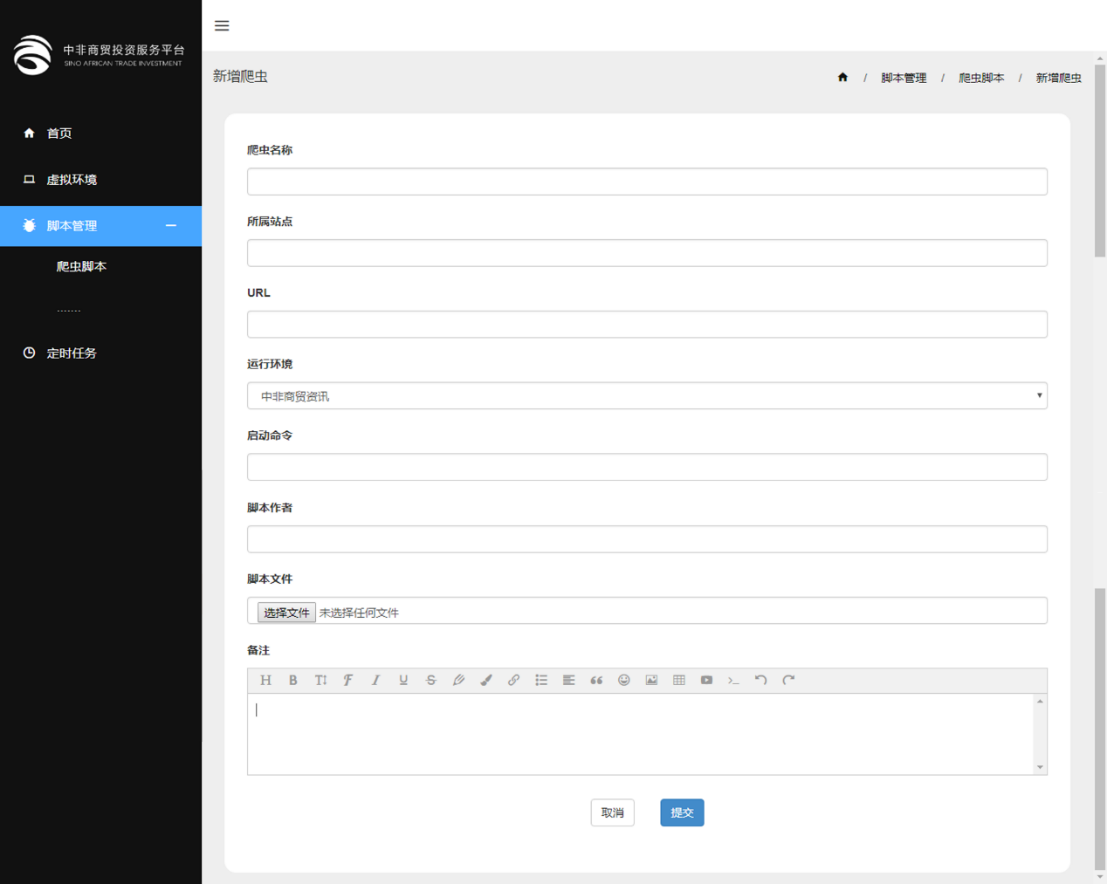 中非商贸投资服务平台
SINO AFRICAN TRADE INVESTMENT
首页
虚拟环境
脚本管理
爬虫脚本
.......
定时任务
新增爬虫
/ 脚本管理 / 爬虫脚本 / 新增爬虫
爬虫名称
所属站点
URL
运行环境
中非商贸资讯
启动命令
脚本作者
脚本文件
选择文件 未选择任何文件
备注
取消 提交